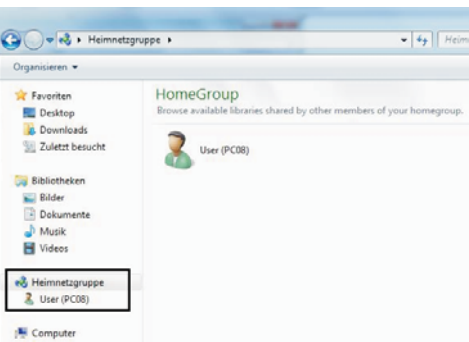 Heimnetzgruppe
Heim
Organisieren
Favoriten
Desktop
Downloads
Zuletzt besucht
Bibliotheken
Bilder
Dokumente
Musik
Videos
Heimnetzgruppe
User (PC08)
Computer
HomeGroup
Browse available libraries shared by other members of your homegroup.
User (PC08)